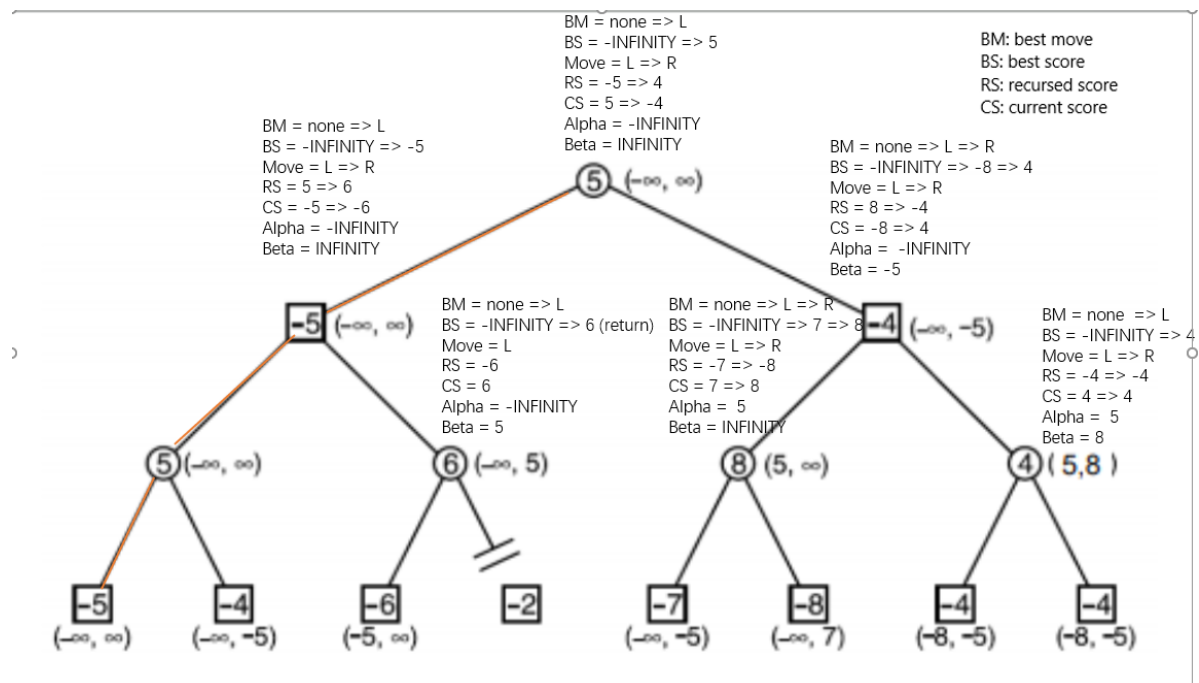 BM = none => L
BS = -INFINITY => 5
Move = L => R
RS = -5 => 4
CS = 5 => -4
Alpha = -INFINITY
Beta = INFINITY
BM: best move
BS: best score
RS: recursed score
CS: current score
BM = none => L
BS = -INFINITY => -5
Move = L => R
RS = 5 => 6
CS = -5 => -6
Alpha = -INFINITY
Beta = INFINITY
BM = none => L => R
BS = -INFINITY => -8 => 4
Move = L => R
RS = 8 => -4
CS = -8 => 4
Alpha = -INFINITY
Beta = -5
5 (-∞, ∞)
-5 (-∞, ∞)
BM = none => L
BS = -INFINITY => 6 (return)
Move = L
RS = -6
CS = 6
Alpha = -INFINITY
Beta = 5
BM = none => L => R
BS = -INFINITY => 7 => 8
Move = L => R
RS = -7 => -8
CS = 7 => 8
Alpha = 5
Beta = INFINITY
-4 (-∞, -5)
BM = none => L
BS = -INFINITY => 4
Move = L => R
RS = -4 => -4
CS = 4 => 4
Alpha = 5
Beta = 8
5 (-∞, ∞)
6 (-∞, 5)
8 (5, ∞)
4 ( 5,8 )
-5 -4 -6 -2 -7 -8 -4 -4
(-∞, ∞) (-∞, -5) (-5, ∞) (-∞, -5) (-∞, 7) (-8, -5) (-8, -5)